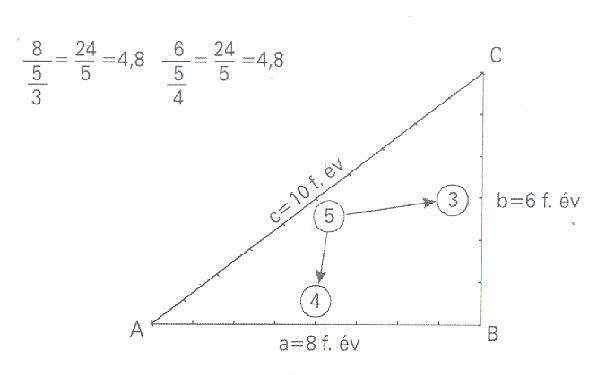 8/(5/3) = 24/5 = 4,8   6/(5/4) = 24/5 = 4,8
C
c=10 f. év
3
b=6 f. év
5
4
A
B
a=8 f. év